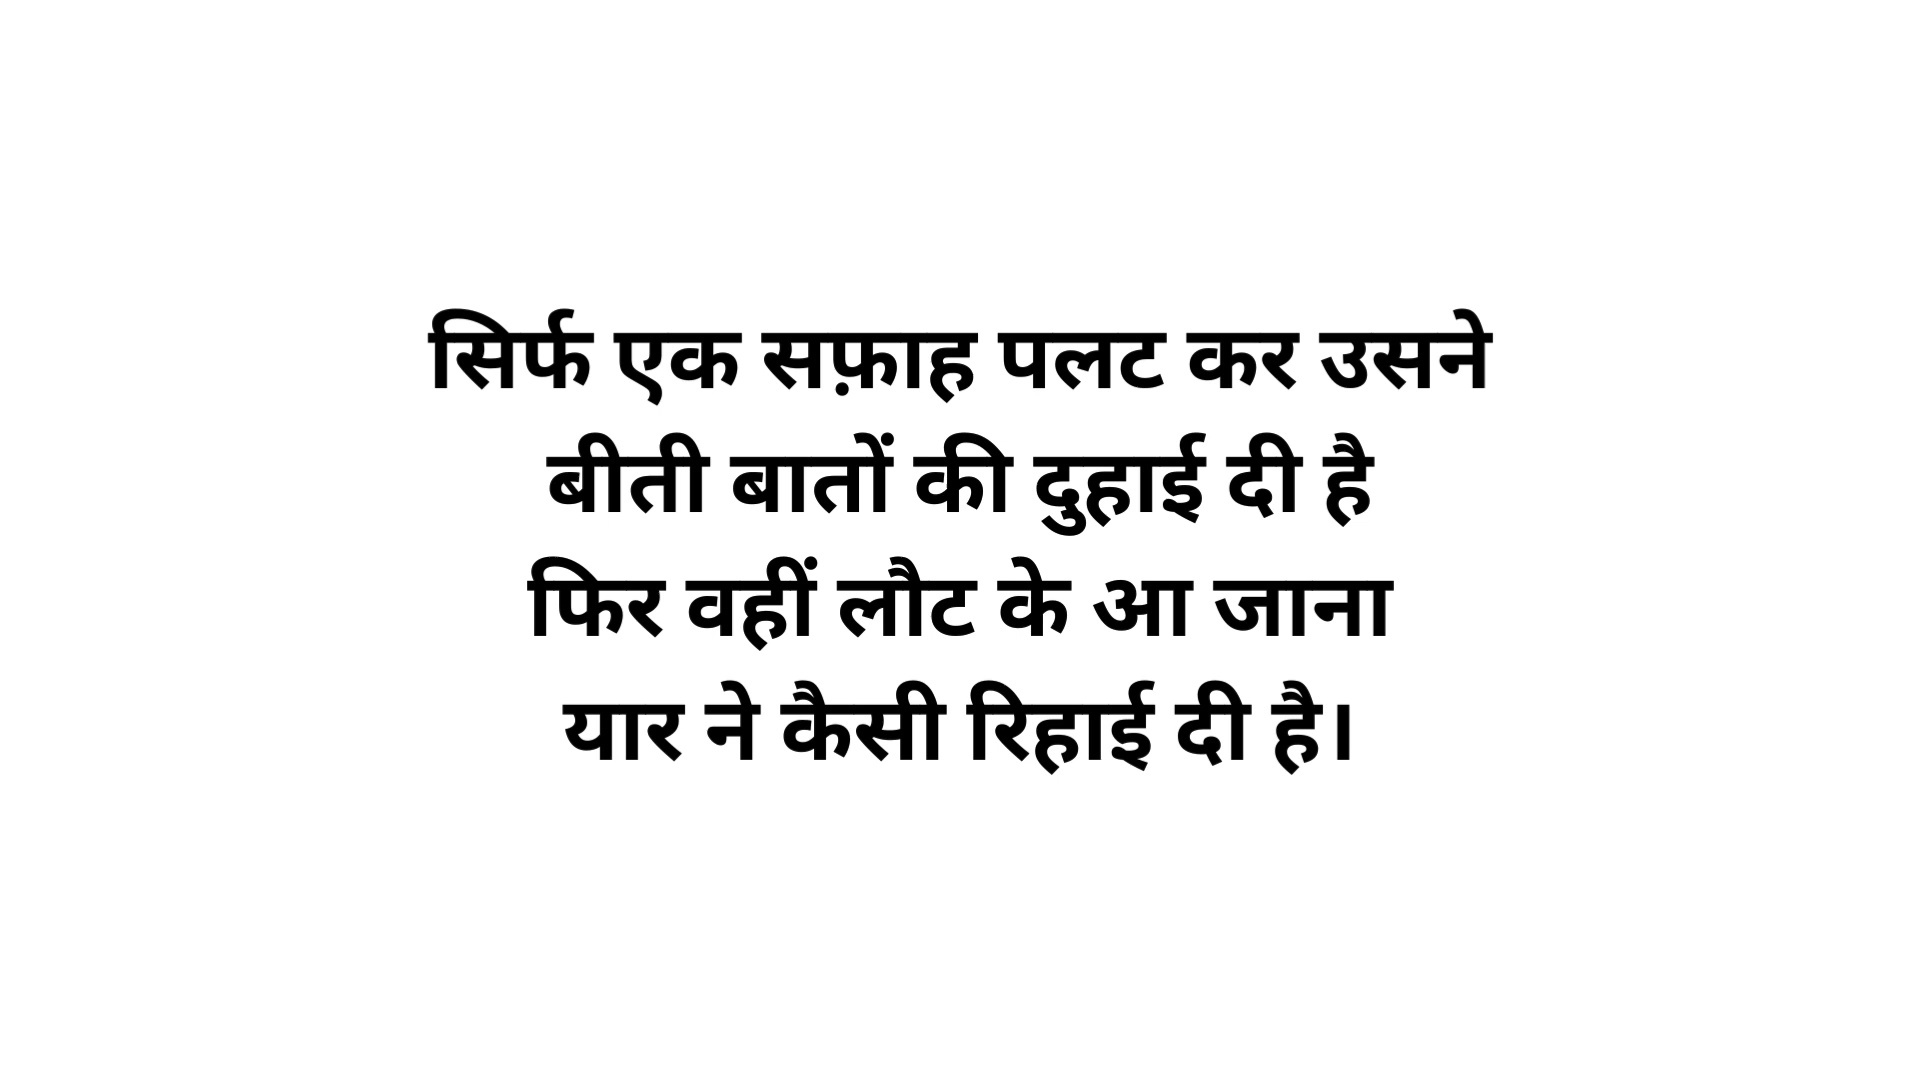 सिर्फ एक सफ़ाह पलट कर उसने
बीती बातों की दुहाई दी है
फिर वहीं लौट के आ जाना
यार ने कैसी रिहाई दी है।